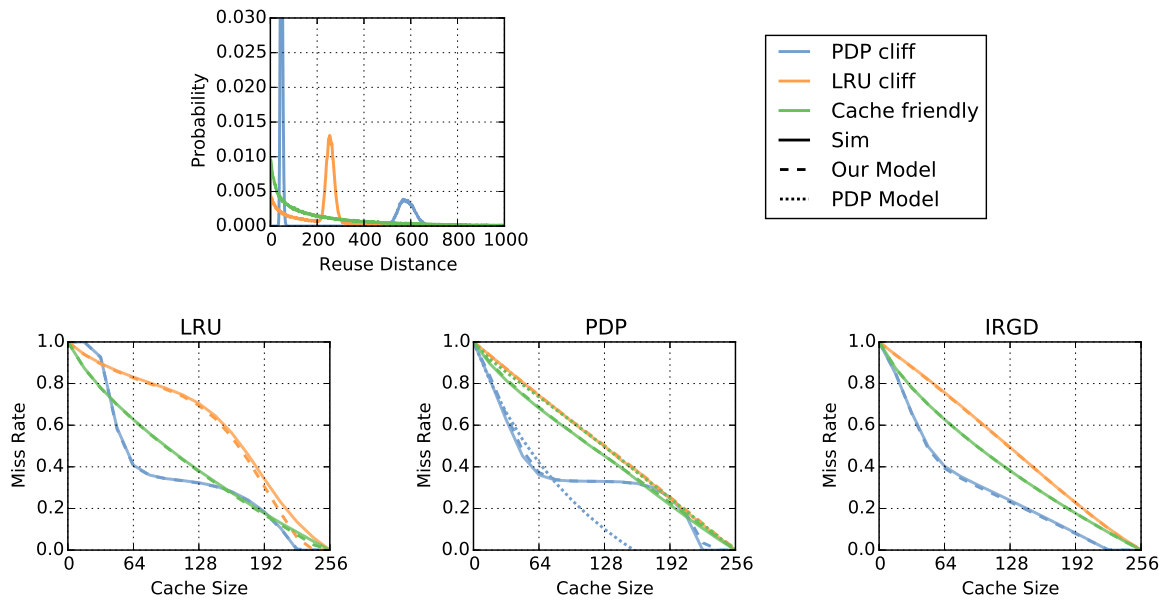 0.030
0.025
0.020
0.015
0.010
0.005
0.000
Probability
0 200 400 600 800 1000
Reuse Distance
PDP cliff
LRU cliff
Cache friendly
Sim
Our Model
PDP Model
LRU
1.0
0.8
0.6
0.4
0.2
0.0
Miss Rate
0 64 128 192 256
Cache Size
PDP
1.0
0.8
0.6
0.4
0.2
0.0
Miss Rate
0 64 128 192 256
Cache Size
IRGD
1.0
0.8
0.6
0.4
0.2
0.0
Miss Rate
0 64 128 192 256
Cache Size